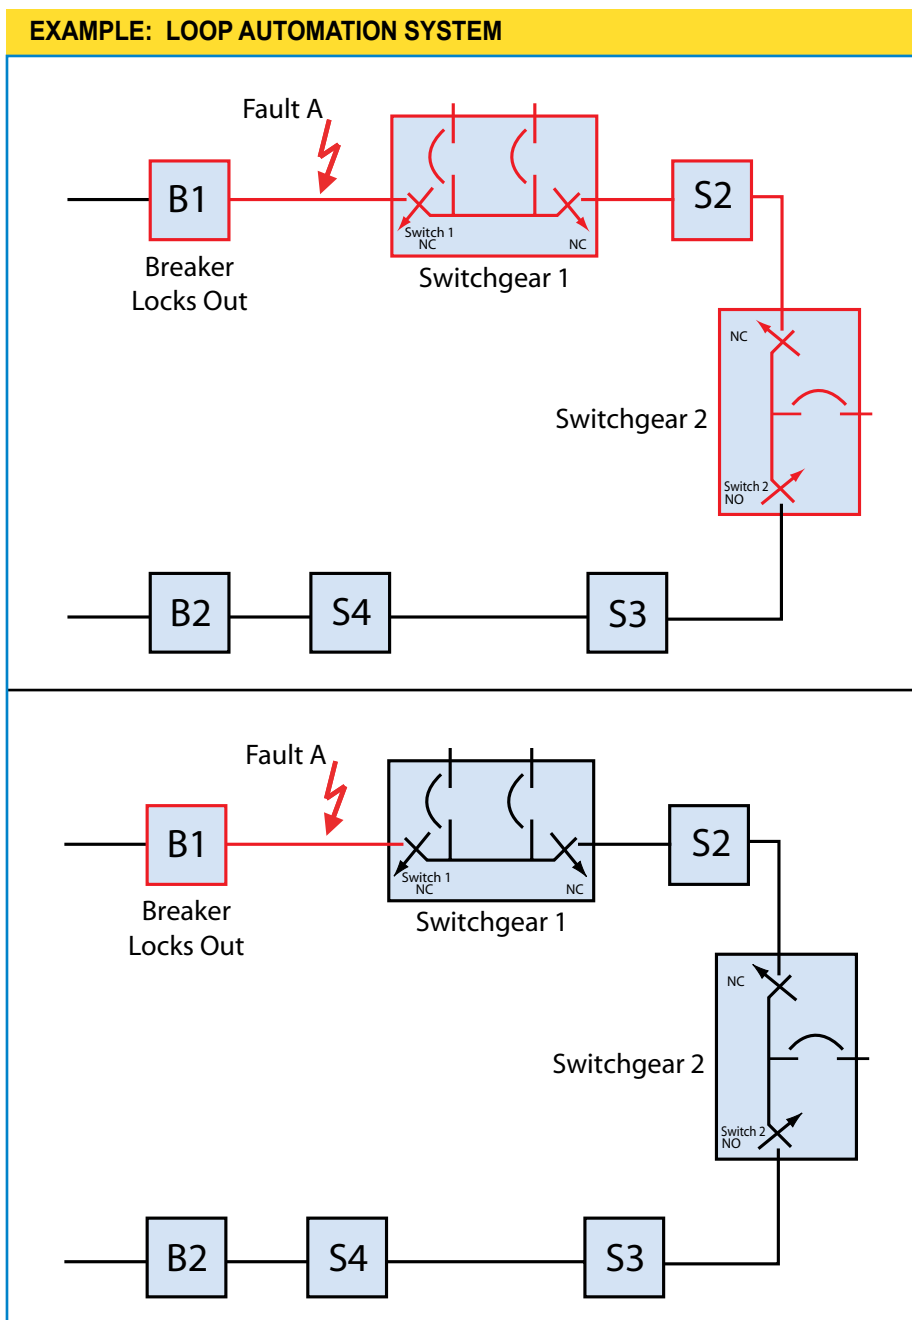 EXAMPLE:  LOOP AUTOMATION SYSTEM
Fault A
B1
Breaker
Locks Out
Switch 1
NC
NC
Switchgear 1
S2
NC
Switchgear 2
Switch 2
NO
B2
S4
S3
Fault A
B1
Breaker
Locks Out
Switch 1
NC
NC
Switchgear 1
S2
NC
Switchgear 2
Switch 2
NO
B2
S4
S3